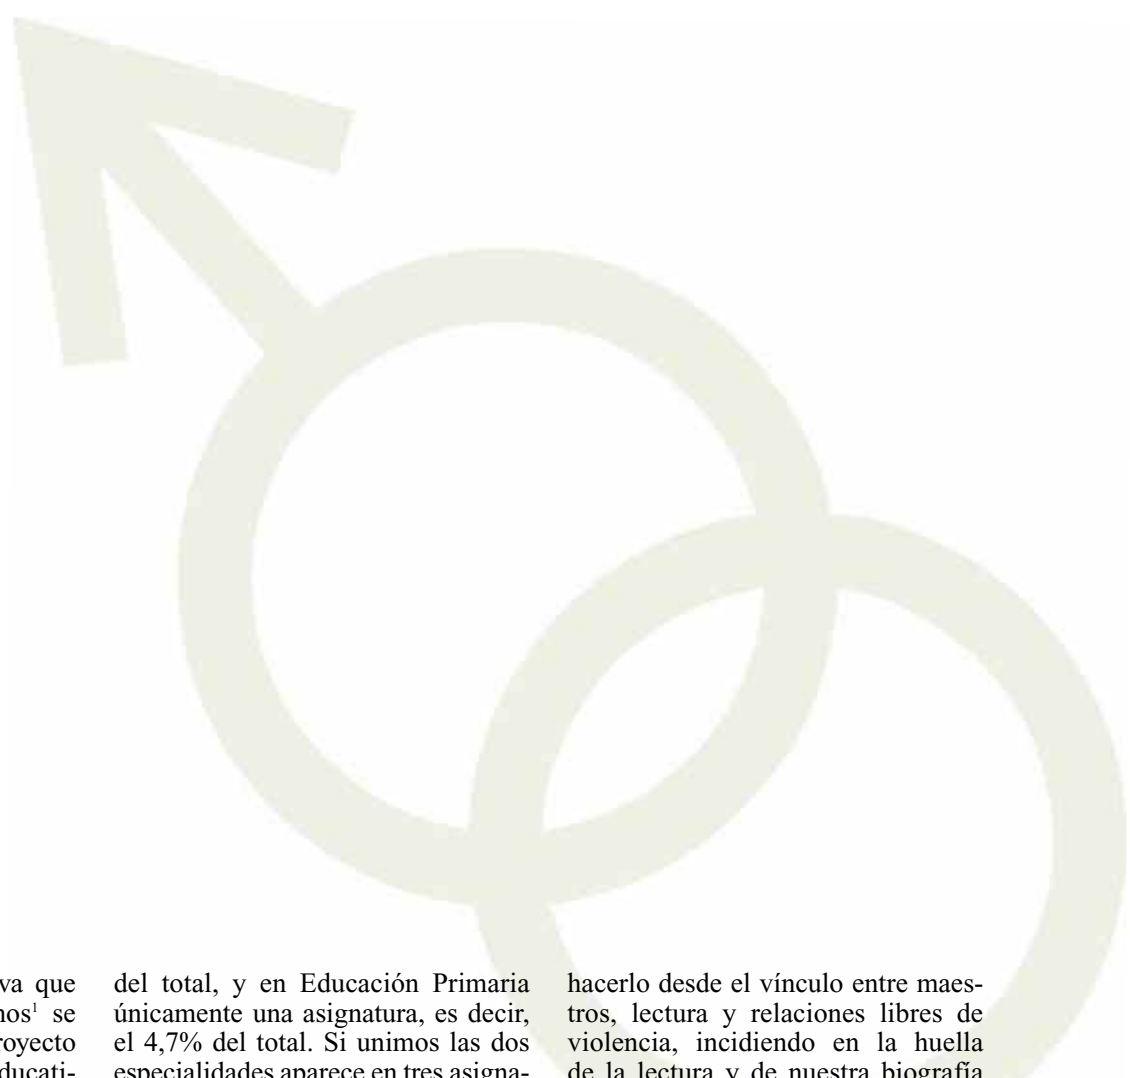 va que
nos¹ se
royecto
ducati-
del total, y en Educación Primaria
únicamente una asignatura, es decir,
el 4,7% del total. Si unimos las dos
especialidades aparece en tres asigna-
hacerlo desde el vínculo entre maes-
tros, lectura y relaciones libres de
violencia, incidiendo en la huella
de la lectura y de nuestra biografía